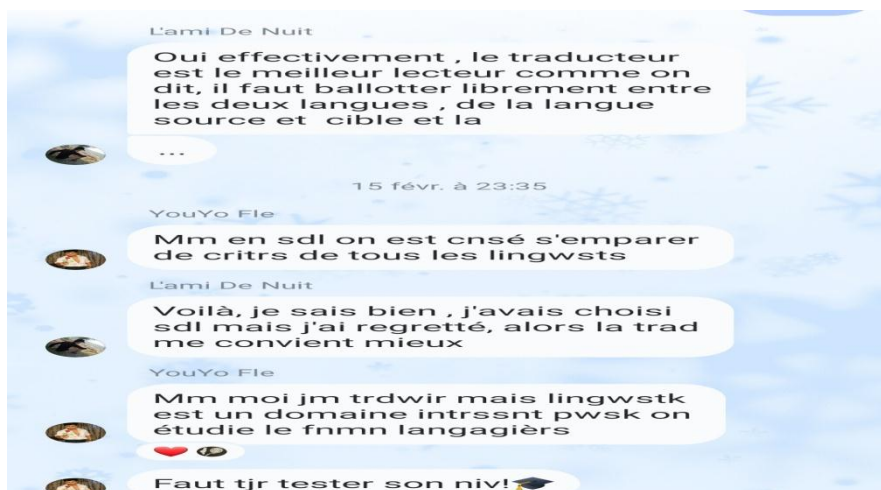 L'ami De Nuit
Oui effectivement , le traducteur
est le meilleur lecteur comme on
dit, il faut ballotter librement entre
les deux langues , de la langue
source et cible et la
...
15 févr. à 23:35
YouYo Fle
Mm en sdl on est cnsé s'emparer
de critrs de tous les lingwsts
L'ami De Nuit
Voilà, je sais bien , j'avais choisi
sdl mais j'ai regretté, alors la trad
me convient mieux
YouYo Fle
Mm moi jm trdwir mais lingwstk
est un domaine intrssnt pwsk on
étudie le fnmn langagièrs
Faut tjr tester son niv!🎓